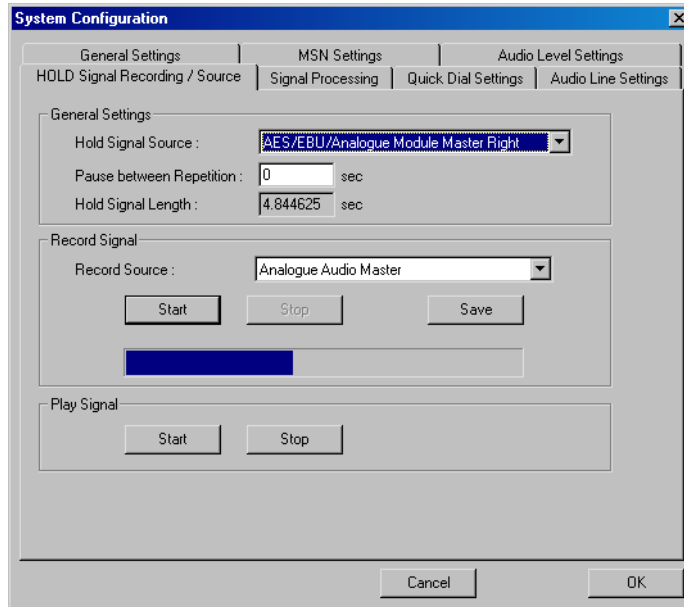 System Configuration
General Settings MSN Settings Audio Level Settings
HOLD Signal Recording / Source Signal Processing Quick Dial Settings Audio Line Settings
General Settings
Hold Signal Source : AES/EBU/Analogue Module Master Right
Pause between Repetition : 0 sec
Hold Signal Length : 4.844625 sec
Record Signal
Record Source : Analogue Audio Master
Start Stop Save
Play Signal
Start Stop
Cancel OK